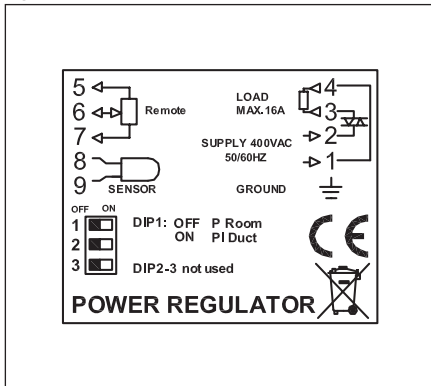 5
6 Remote
7
8
9 SENSOR
LOAD 4
MAX.16A 3
2
SUPPLY 400VAC
50/60HZ 1
GROUND
OFF ON
1 DIP1: OFF P Room
2 ON PI Duct
3 DIP2-3 not used
CE
POWER REGULATOR